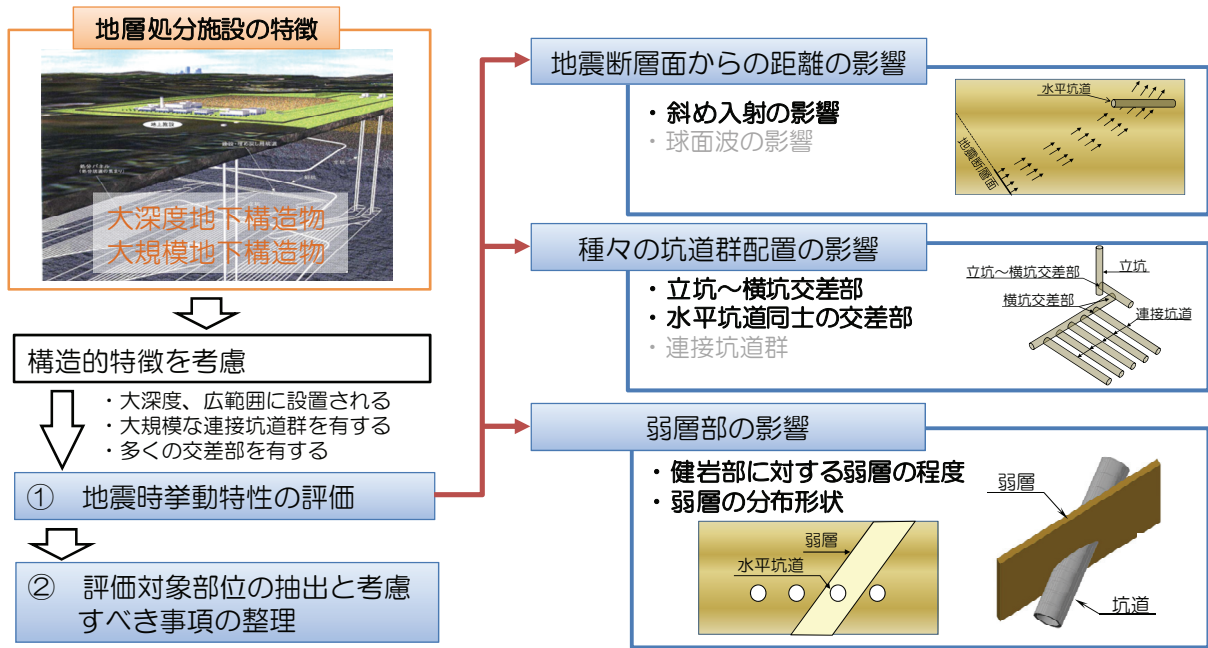 地層処分施設の特徴
地上施設
大深度地下構造物
大規模地下構造物
構造的特徴を考慮
・大深度、広範囲に設置される
・大規模な連接坑道群を有する
・多くの交差部を有する
① 地震時挙動特性の評価
② 評価対象部位の抽出と考慮
すべき事項の整理
地震断層面からの距離の影響
・斜め入射の影響
・球面波の影響
水平坑道
地震断層面
種々の坑道群配置の影響
・立坑～横坑交差部
・水平坑道同士の交差部
・連接坑道群
立坑～横坑交差部
立坑
横坑交差部
連接坑道
弱層部の影響
・健岩部に対する弱層の程度
・弱層の分布形状
弱層
水平坑道
弱層
坑道